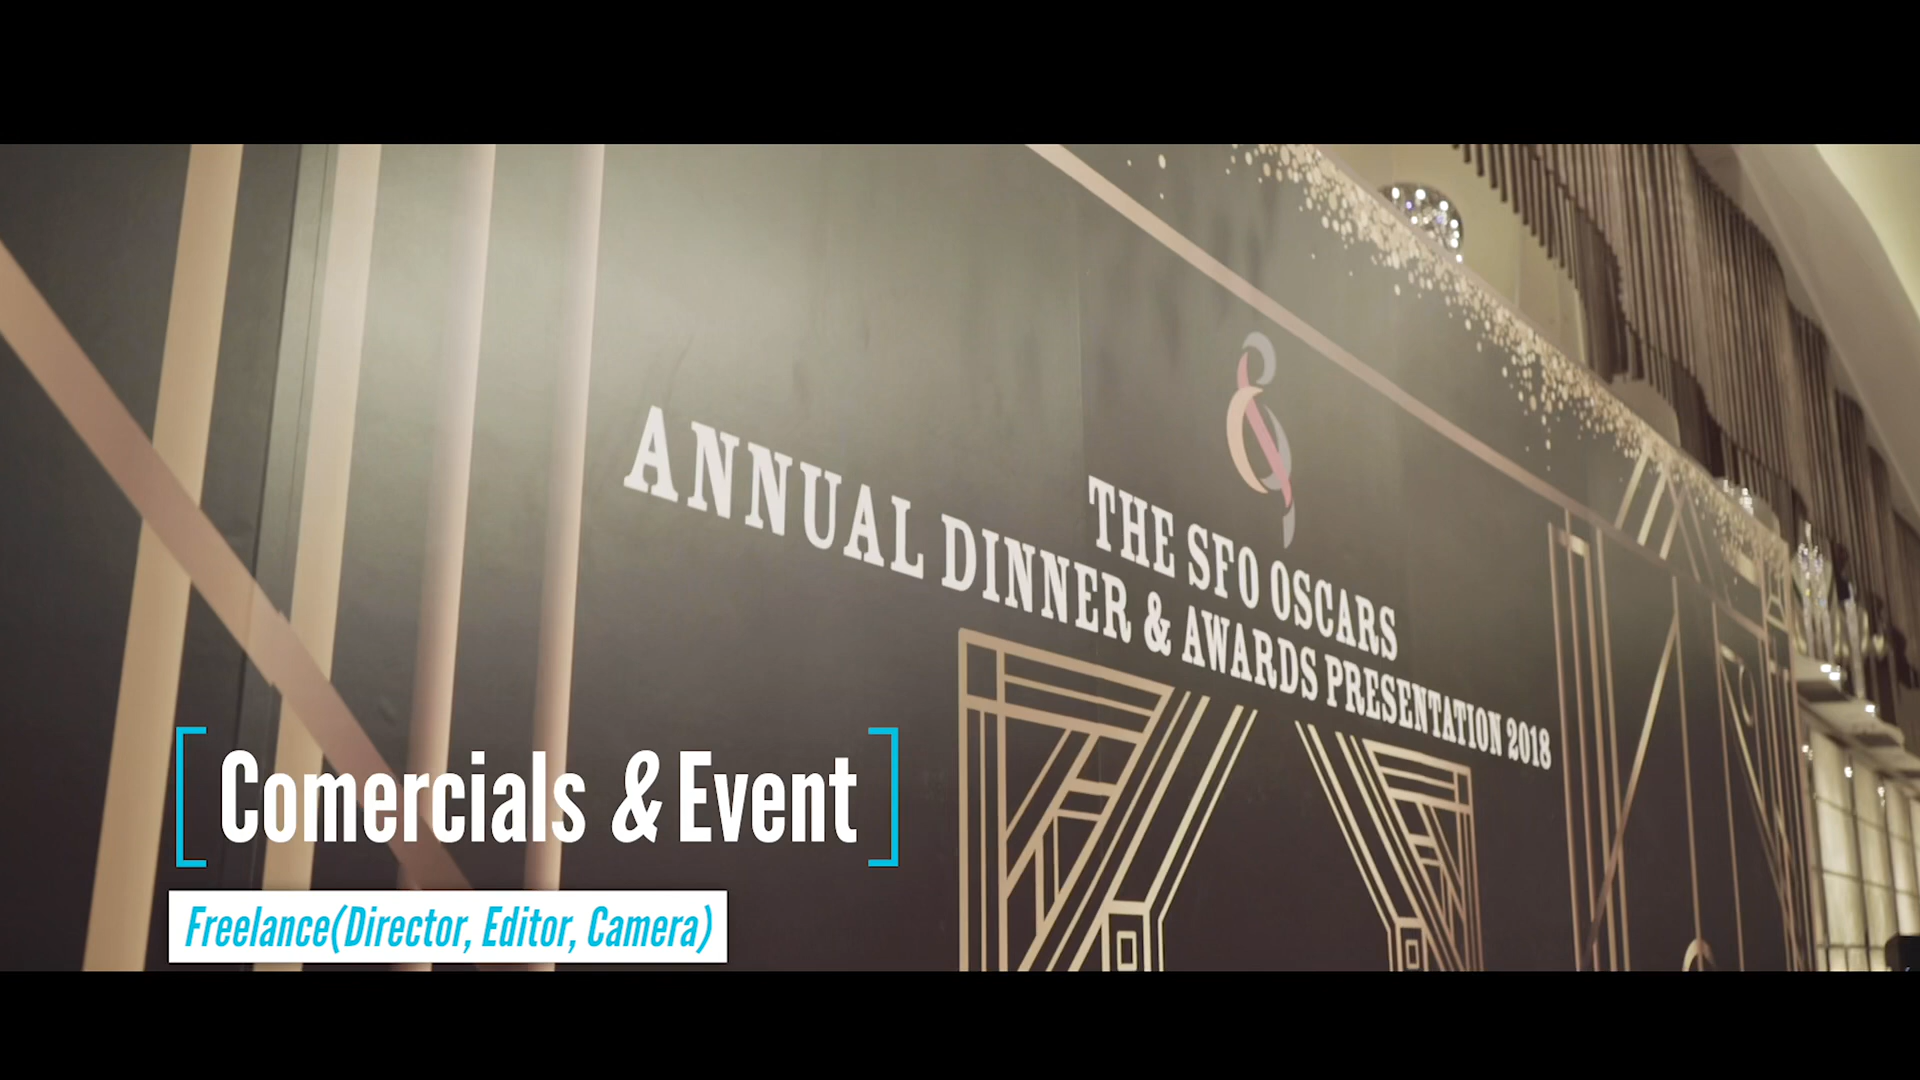 THE SFO OSCARS
ANNUAL DINNER & AWARDS PRESENTATION 2018
Comercials & Event
Freelance(Director, Editor, Camera)